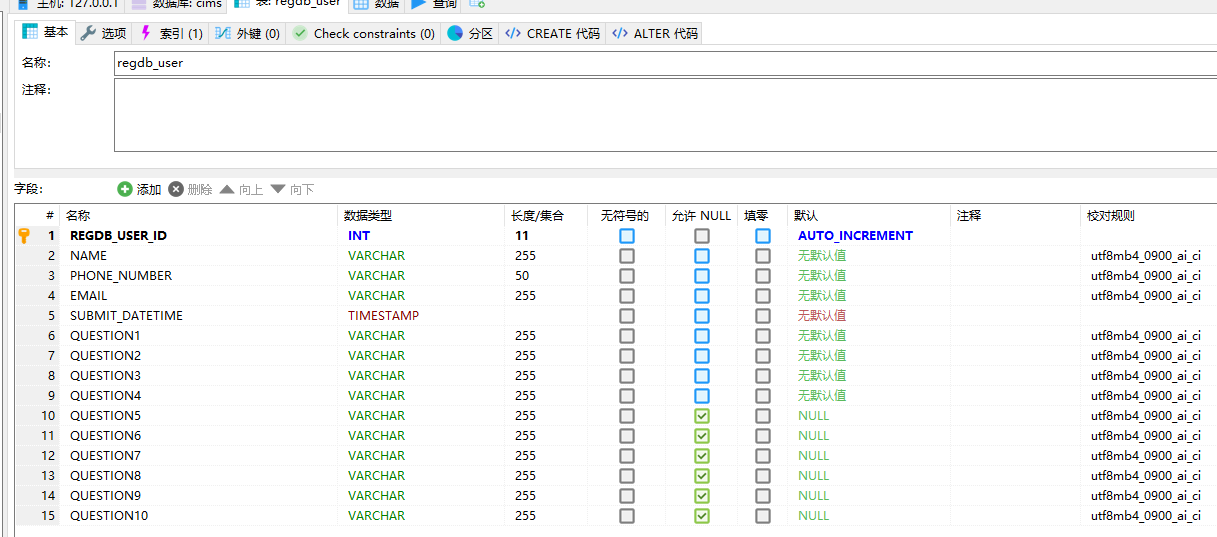 主机: 127.0.0.1 数据库: cims 表: regdb_user 数据 查询
基本 选项 索引 (1) 外键 (0) Check constraints (0) 分区 CREATE 代码 ALTER 代码
名称: regdb_user
注释:
字段: 添加 删除 向上 向下
# 名称 数据类型 长度/集合 无符号的 允许 NULL 填零 默认 注释 校对规则
1 REGDB_USER_ID INT 11 AUTO_INCREMENT
2 NAME VARCHAR 255 无默认值 utf8mb4_0900_ai_ci
3 PHONE_NUMBER VARCHAR 50 无默认值 utf8mb4_0900_ai_ci
4 EMAIL VARCHAR 255 无默认值 utf8mb4_0900_ai_ci
5 SUBMIT_DATETIME TIMESTAMP 无默认值
6 QUESTION1 VARCHAR 255 无默认值 utf8mb4_0900_ai_ci
7 QUESTION2 VARCHAR 255 无默认值 utf8mb4_0900_ai_ci
8 QUESTION3 VARCHAR 255 无默认值 utf8mb4_0900_ai_ci
9 QUESTION4 VARCHAR 255 无默认值 utf8mb4_0900_ai_ci
10 QUESTION5 VARCHAR 255 NULL utf8mb4_0900_ai_ci
11 QUESTION6 VARCHAR 255 NULL utf8mb4_0900_ai_ci
12 QUESTION7 VARCHAR 255 NULL utf8mb4_0900_ai_ci
13 QUESTION8 VARCHAR 255 NULL utf8mb4_0900_ai_ci
14 QUESTION9 VARCHAR 255 NULL utf8mb4_0900_ai_ci
15 QUESTION10 VARCHAR 255 NULL utf8mb4_0900_ai_ci